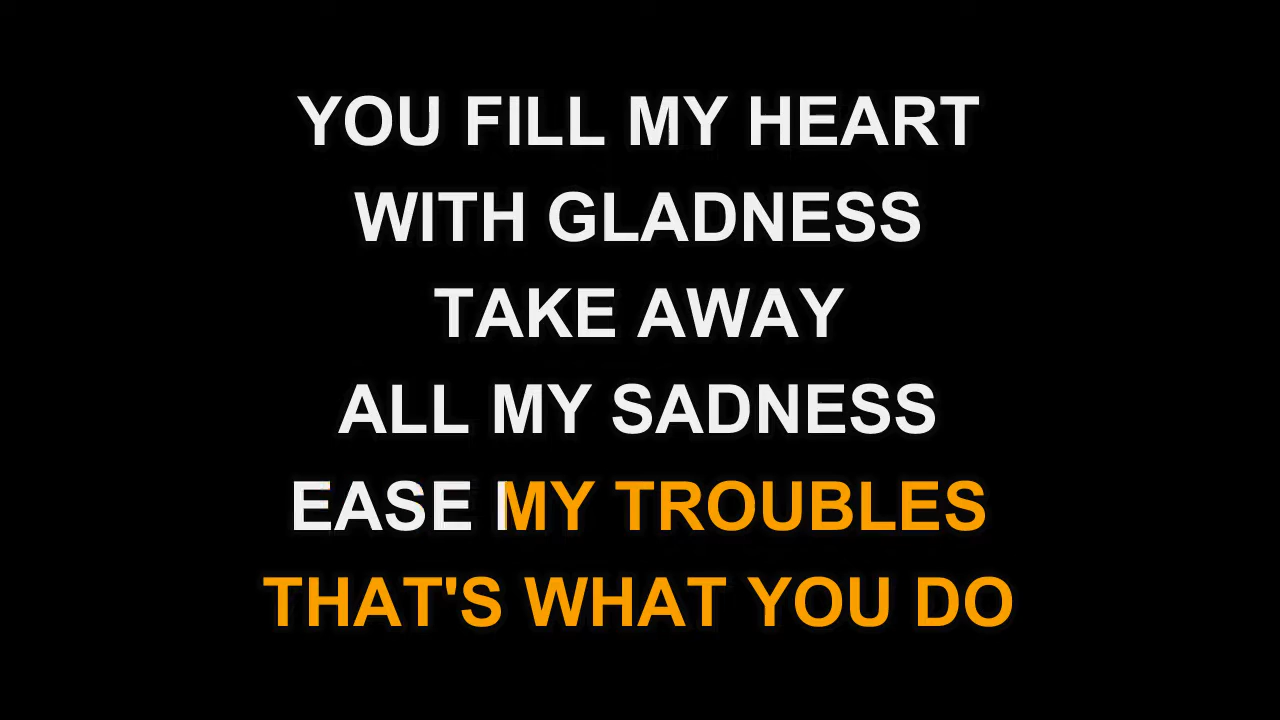 YOU FILL MY HEART
WITH GLADNESS
TAKE AWAY
ALL MY SADNESS
EASE MY TROUBLES
THAT'S WHAT YOU DO